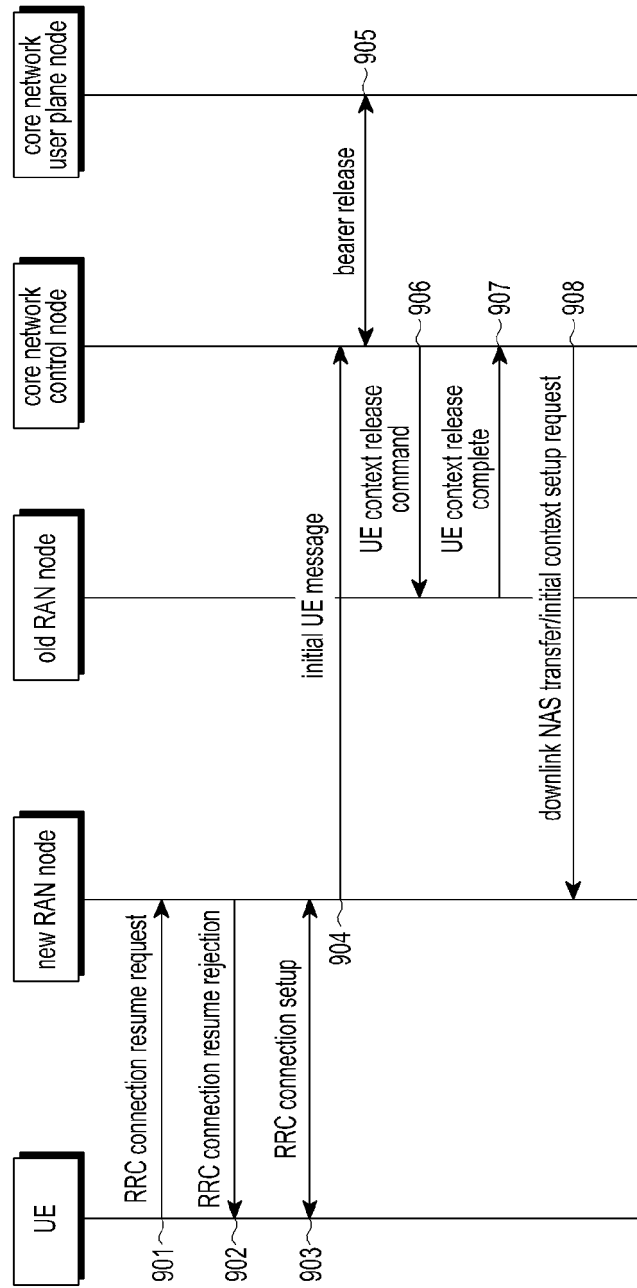 UE
new RAN node
old RAN node
core network
control node
core network
user plane node
901
RRC connection resume request
902
RRC connection resume rejection
903
RRC connection setup
904
initial UE message
bearer release
905
UE context release
command
906
UE context release
complete
907
downlink NAS transfer/initial context setup request
908